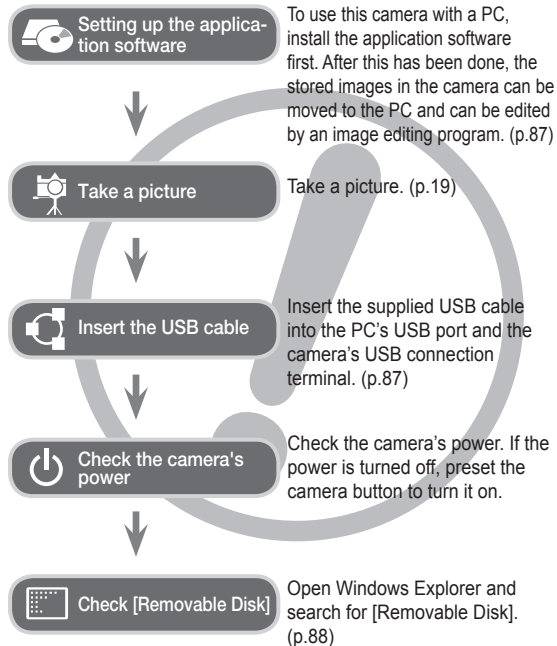 Setting up the applica-
tion software
To use this camera with a PC,
install the application software
first. After this has been done, the
stored images in the camera can be
moved to the PC and can be edited
by an image editing program. (p.87)
Take a picture
Take a picture. (p.19)
Insert the USB cable
Insert the supplied USB cable
into the PC’s USB port and the
camera’s USB connection
terminal. (p.87)
Check the camera's
power
Check the camera’s power. If the
power is turned off, preset the
camera button to turn it on.
Check [Removable Disk]
Open Windows Explorer and
search for [Removable Disk].
(p.88)